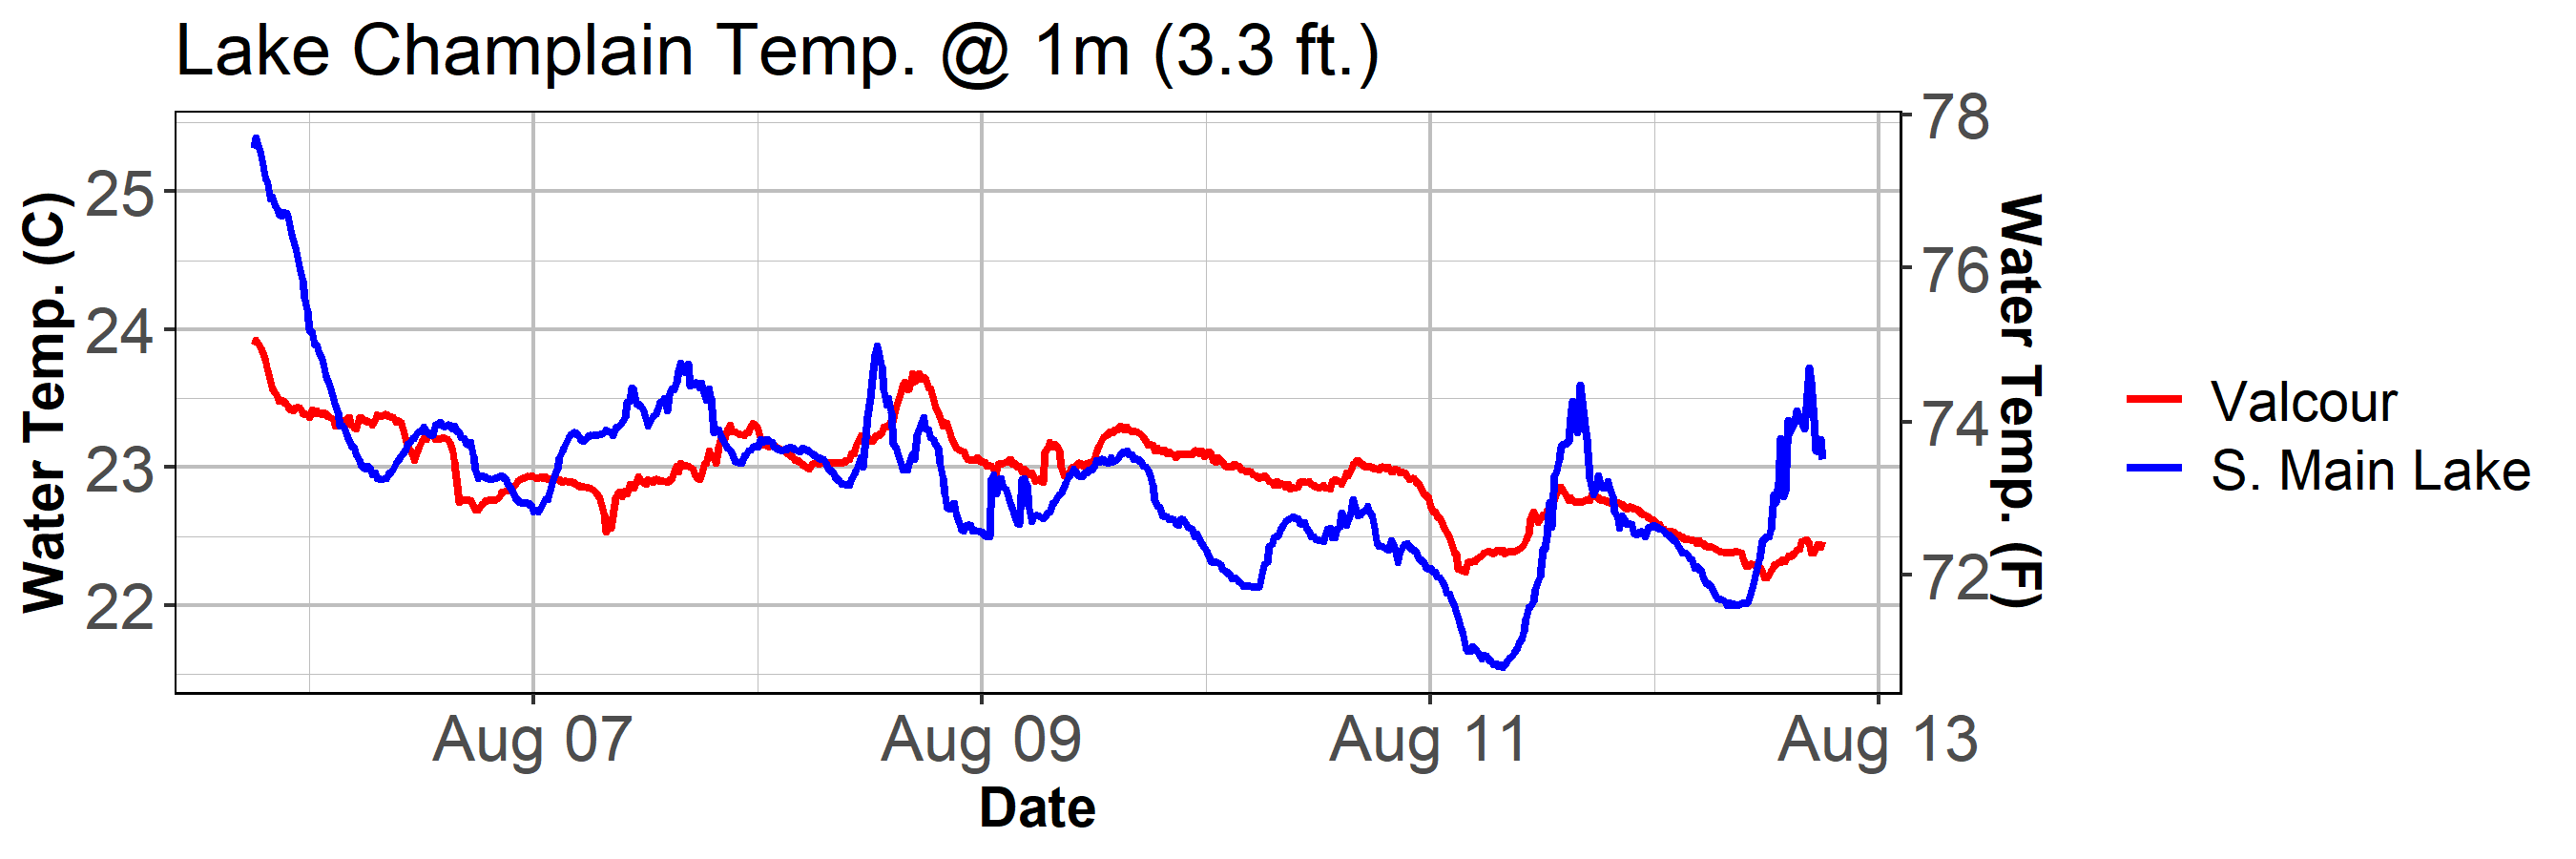 Lake Champlain Temp. @ 1m (3.3 ft.)
Water Temp. (C)
25
24
23
22
78
76
74
72
Water Temp. (F)
Aug 07
Aug 09
Aug 11
Aug 13
Date
Valcour
S. Main Lake